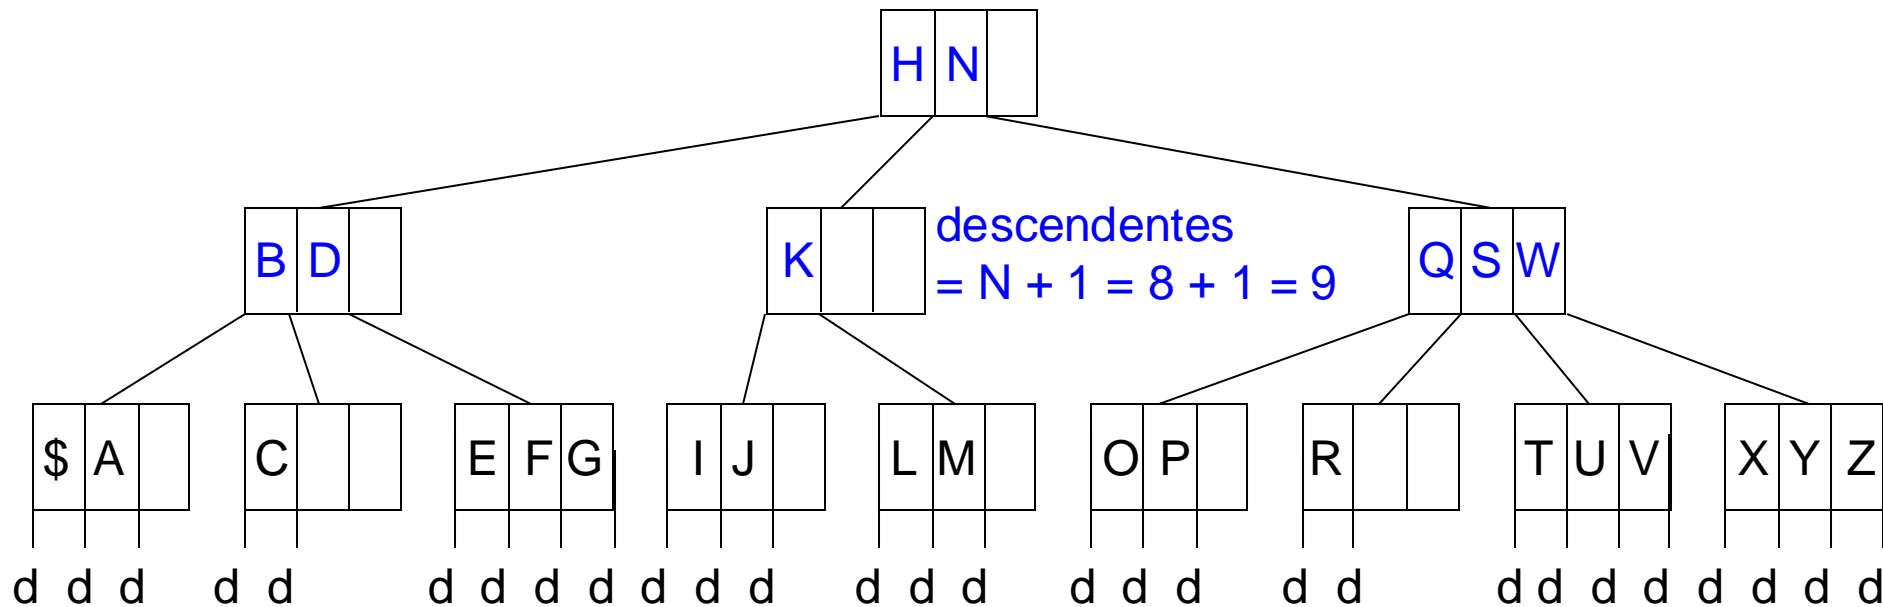 H N
B D K descendentes Q S W
= N + 1 = 8 + 1 = 9
$ A C E F G I J L M O P R T U V X Y Z
d d d d d d d d d d d d d d d d d d d d d d d d d d d d